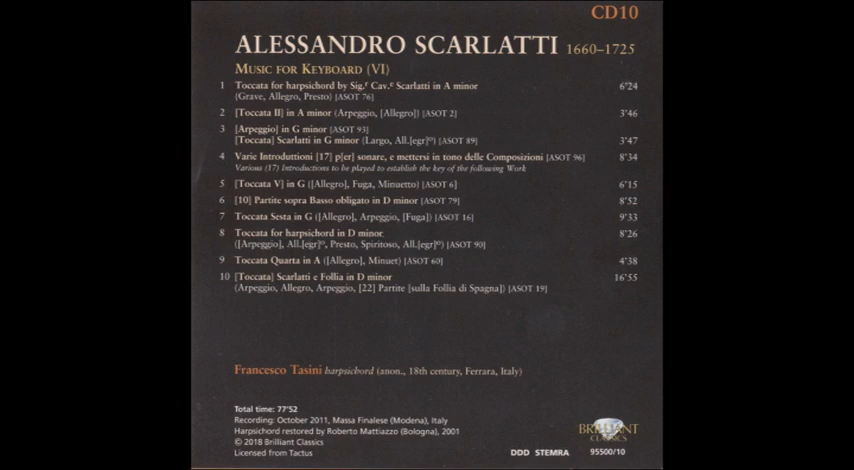 CD10
ALESSANDRO SCARLATTI 1660–1725
MUSIC FOR KEYBOARD (VI)
1 Toccata for harpsichord by Sig.ʳ Cav.ᵉ Scarlatti in A minor 6'24
(Grave, Allegro, Presto) [ASOT 76]
2 [Toccata II] in A minor (Arpeggio, [Allegro]) [ASOT 2] 3'46
3 [Arpeggio] in G minor [ASOT 93]
[Toccata] Scarlatti in G minor (Largo, All.[egr]º) [ASOT 89] 3'47
4 Varie Introduttioni [17] p[er] sonare, e mettersi in tono delle Composizioni [ASOT 96] 8'34
Various (17) Introductions to be played to establish the key of the following Work
5 [Toccata V] in G ([Allegro], Fuga, Minuetto) [ASOT 6] 6'15
6 [10] Partite sopra Basso obligato in D minor [ASOT 79] 8'52
7 Toccata Sesta in G ([Allegro], Arpeggio, [Fuga]) [ASOT 16] 9'33
8 Toccata for harpsichord in D minor 8'26
([Arpeggio], All.[egr]º, Presto, Spiritoso, All.[egr]º) [ASOT 90]
9 Toccata Quarta in A ([Allegro], Minuet) [ASOT 60] 4'38
10 [Toccata] Scarlatti e Follia in D minor 16'55
(Arpeggio, Allegro, Arpeggio, [22] Partite [sulla Follia di Spagna]) [ASOT 19]
Francesco Tasini harpsichord (anon., 18th century, Ferrara, Italy)
Total time: 77'52
Recording: October 2011, Massa Finalese (Modena), Italy
Harpsichord restored by Roberto Mattiazzo (Bologna), 2001
© 2018 Brilliant Classics
Licensed from Tactus
DDD STEMRA
BRILLIANT
CLASSICS
95500/10